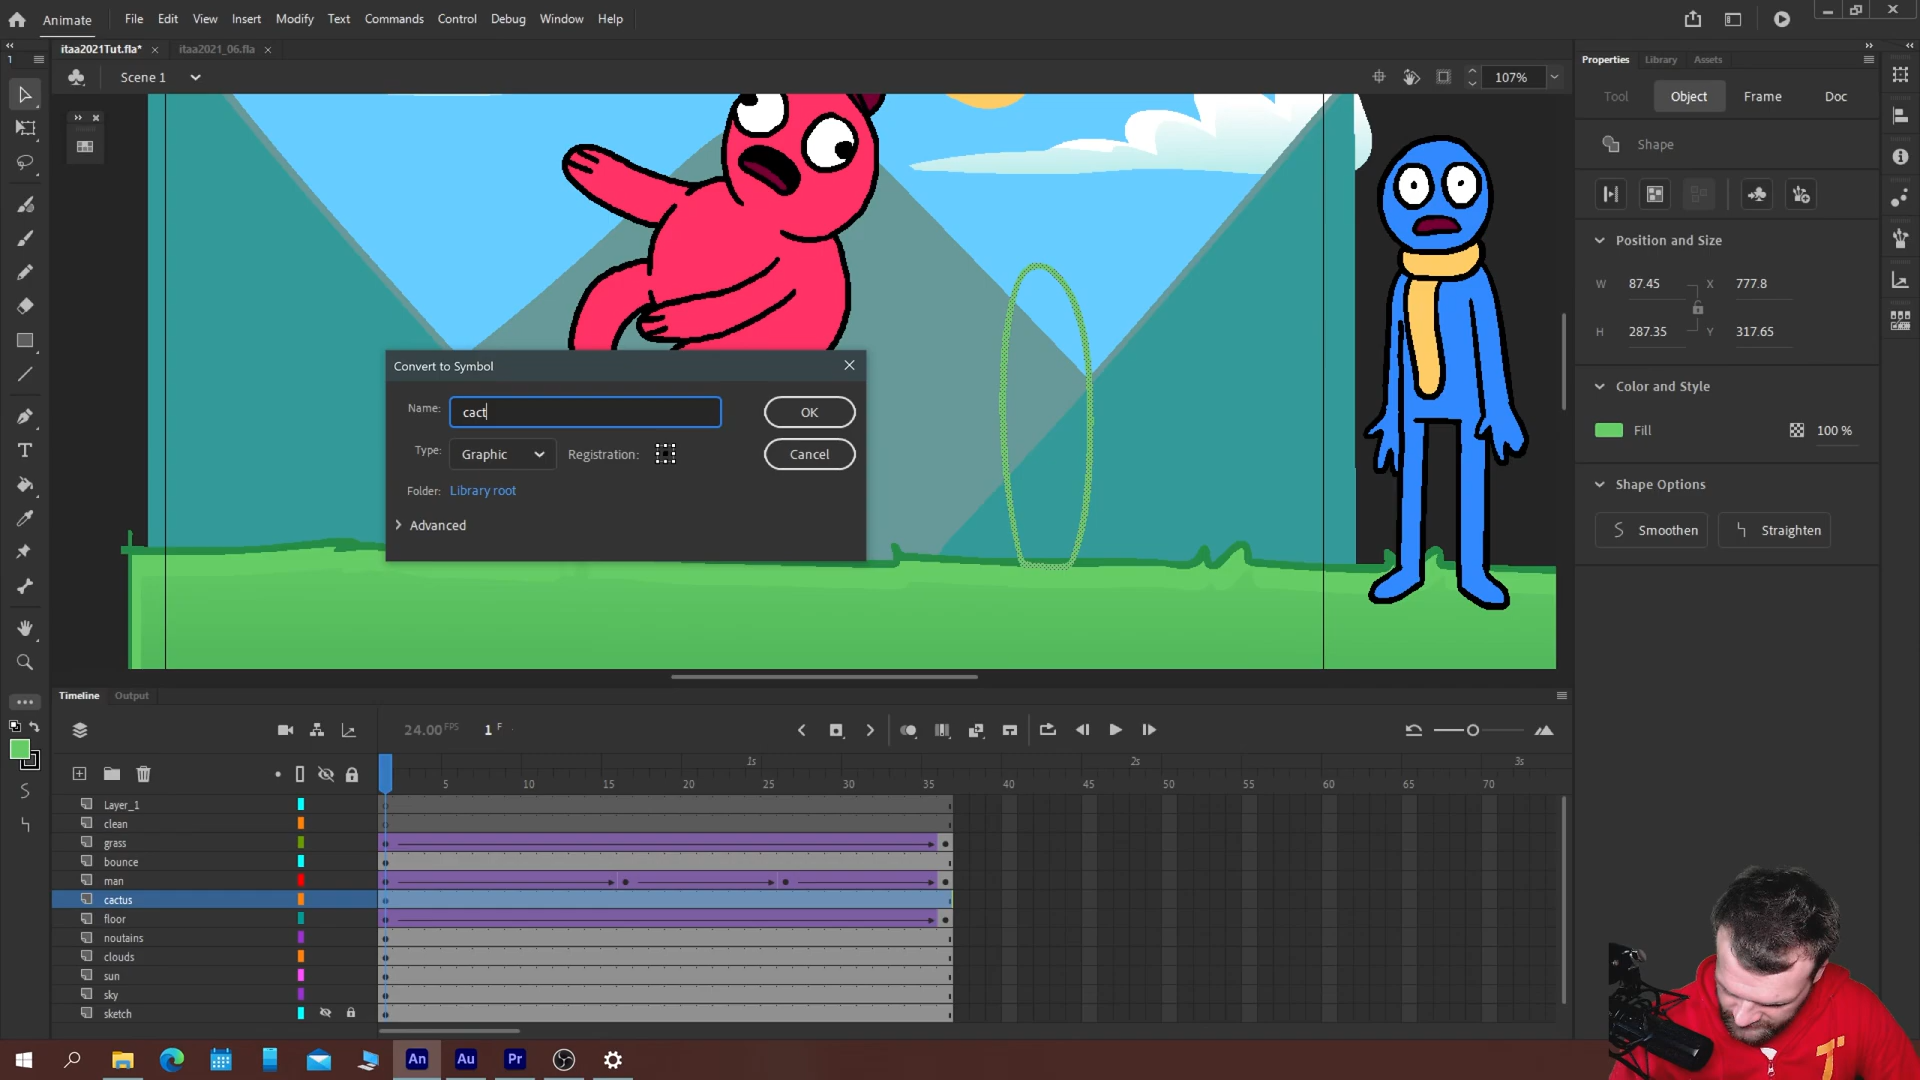 Animate File Edit View Insert Modify Text Commands Control Debug Window Help
1 itaa2021Tut.fla* itaa2021_06.fla
Scene 1 107%
Properties Library Assets
Tool Object Frame Doc
Shape
Position and Size
W 87.45 X 777.8
H 287.35 Y 317.65
Color and Style
Fill 100 %
Shape Options
Smoothen Straighten
Convert to Symbol
Name: cact OK
Type: Graphic Registration: Cancel
Folder: Library root
Advanced
T
Timeline Output
24.00 FPS 1 F
1s 2s 3s
5 10 15 20 25 30 35 40 45 50 55 60 65 70
Layer_1
clean
grass
bounce
man
cactus
floor
noutains
clouds
sun
sky
sketch
An Au Pr